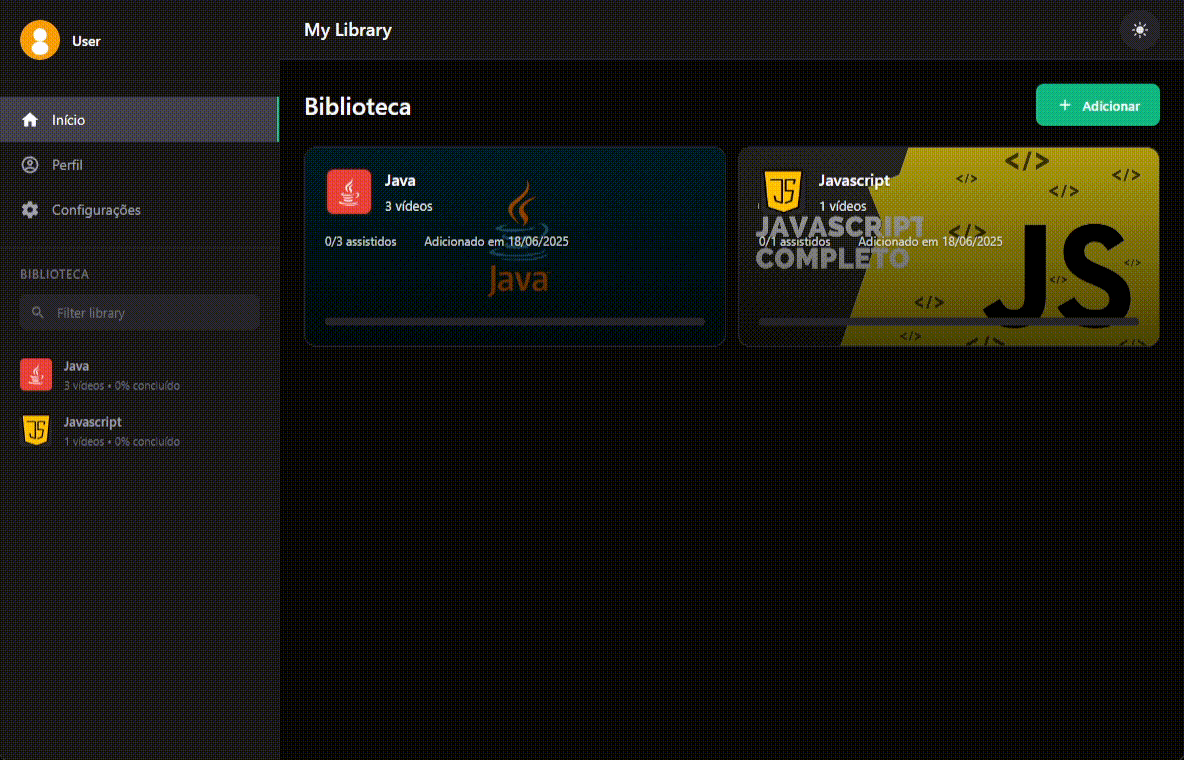 User
Início
Perfil
Configurações
BIBLIOTECA
Filter library
Java
3 vídeos • 0% concluído
Javascript
1 vídeos • 0% concluído
My Library
Biblioteca
Adicionar
Java
3 vídeos
0/3 assistidos Adicionado em 18/06/2025
Java
Javascript
1 vídeos
0/1 assistidos Adicionado em 18/06/2025
JAVASCRIPT
COMPLETO
JS
JS
JS
</>
</>
</>
</>
</>
</>
</>
</>
</>
</>
</>